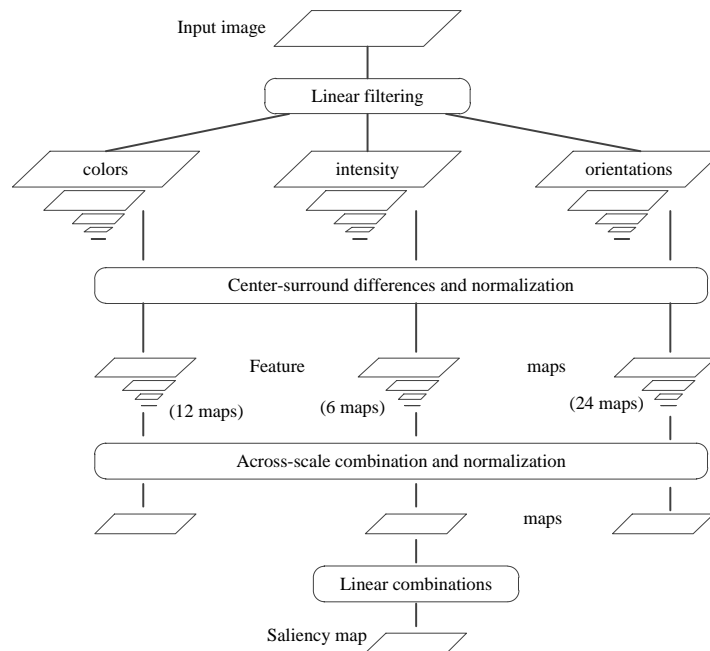 Input image
Linear filtering
colors
intensity
orientations
Center-surround differences and normalization
Feature maps
(12 maps)
(6 maps)
(24 maps)
Across-scale combination and normalization
maps
Linear combinations
Saliency map